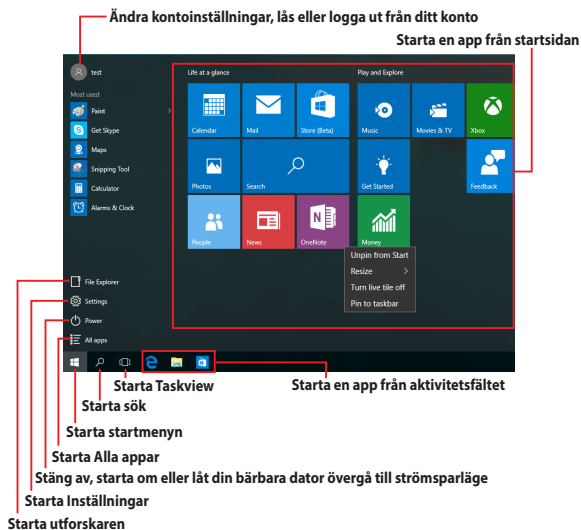 Ändra kontoinställningar, lås eller logga ut från ditt konto
Starta en app från startsidan
test
Most used
Paint
Get Skype
Maps
Snipping Tool
Calculator
Alarms & Clock
File Explorer
Settings
Power
All apps
Life at a glance
Play and Explore
Calendar
Mail
Store (Beta)
Music
Movies & TV
Xbox
Photos
Search
Get Started
Feedback
People
News
OneNote
Money
Unpin from Start
Resize
Turn live tile off
Pin to taskbar
Starta Taskview
Starta en app från aktivitetsfältet
Starta sök
Starta startmenyn
Starta Alla appar
Stäng av, starta om eller låt din bärbara dator övergå till strömsparläge
Starta Inställningar
Starta utforskaren